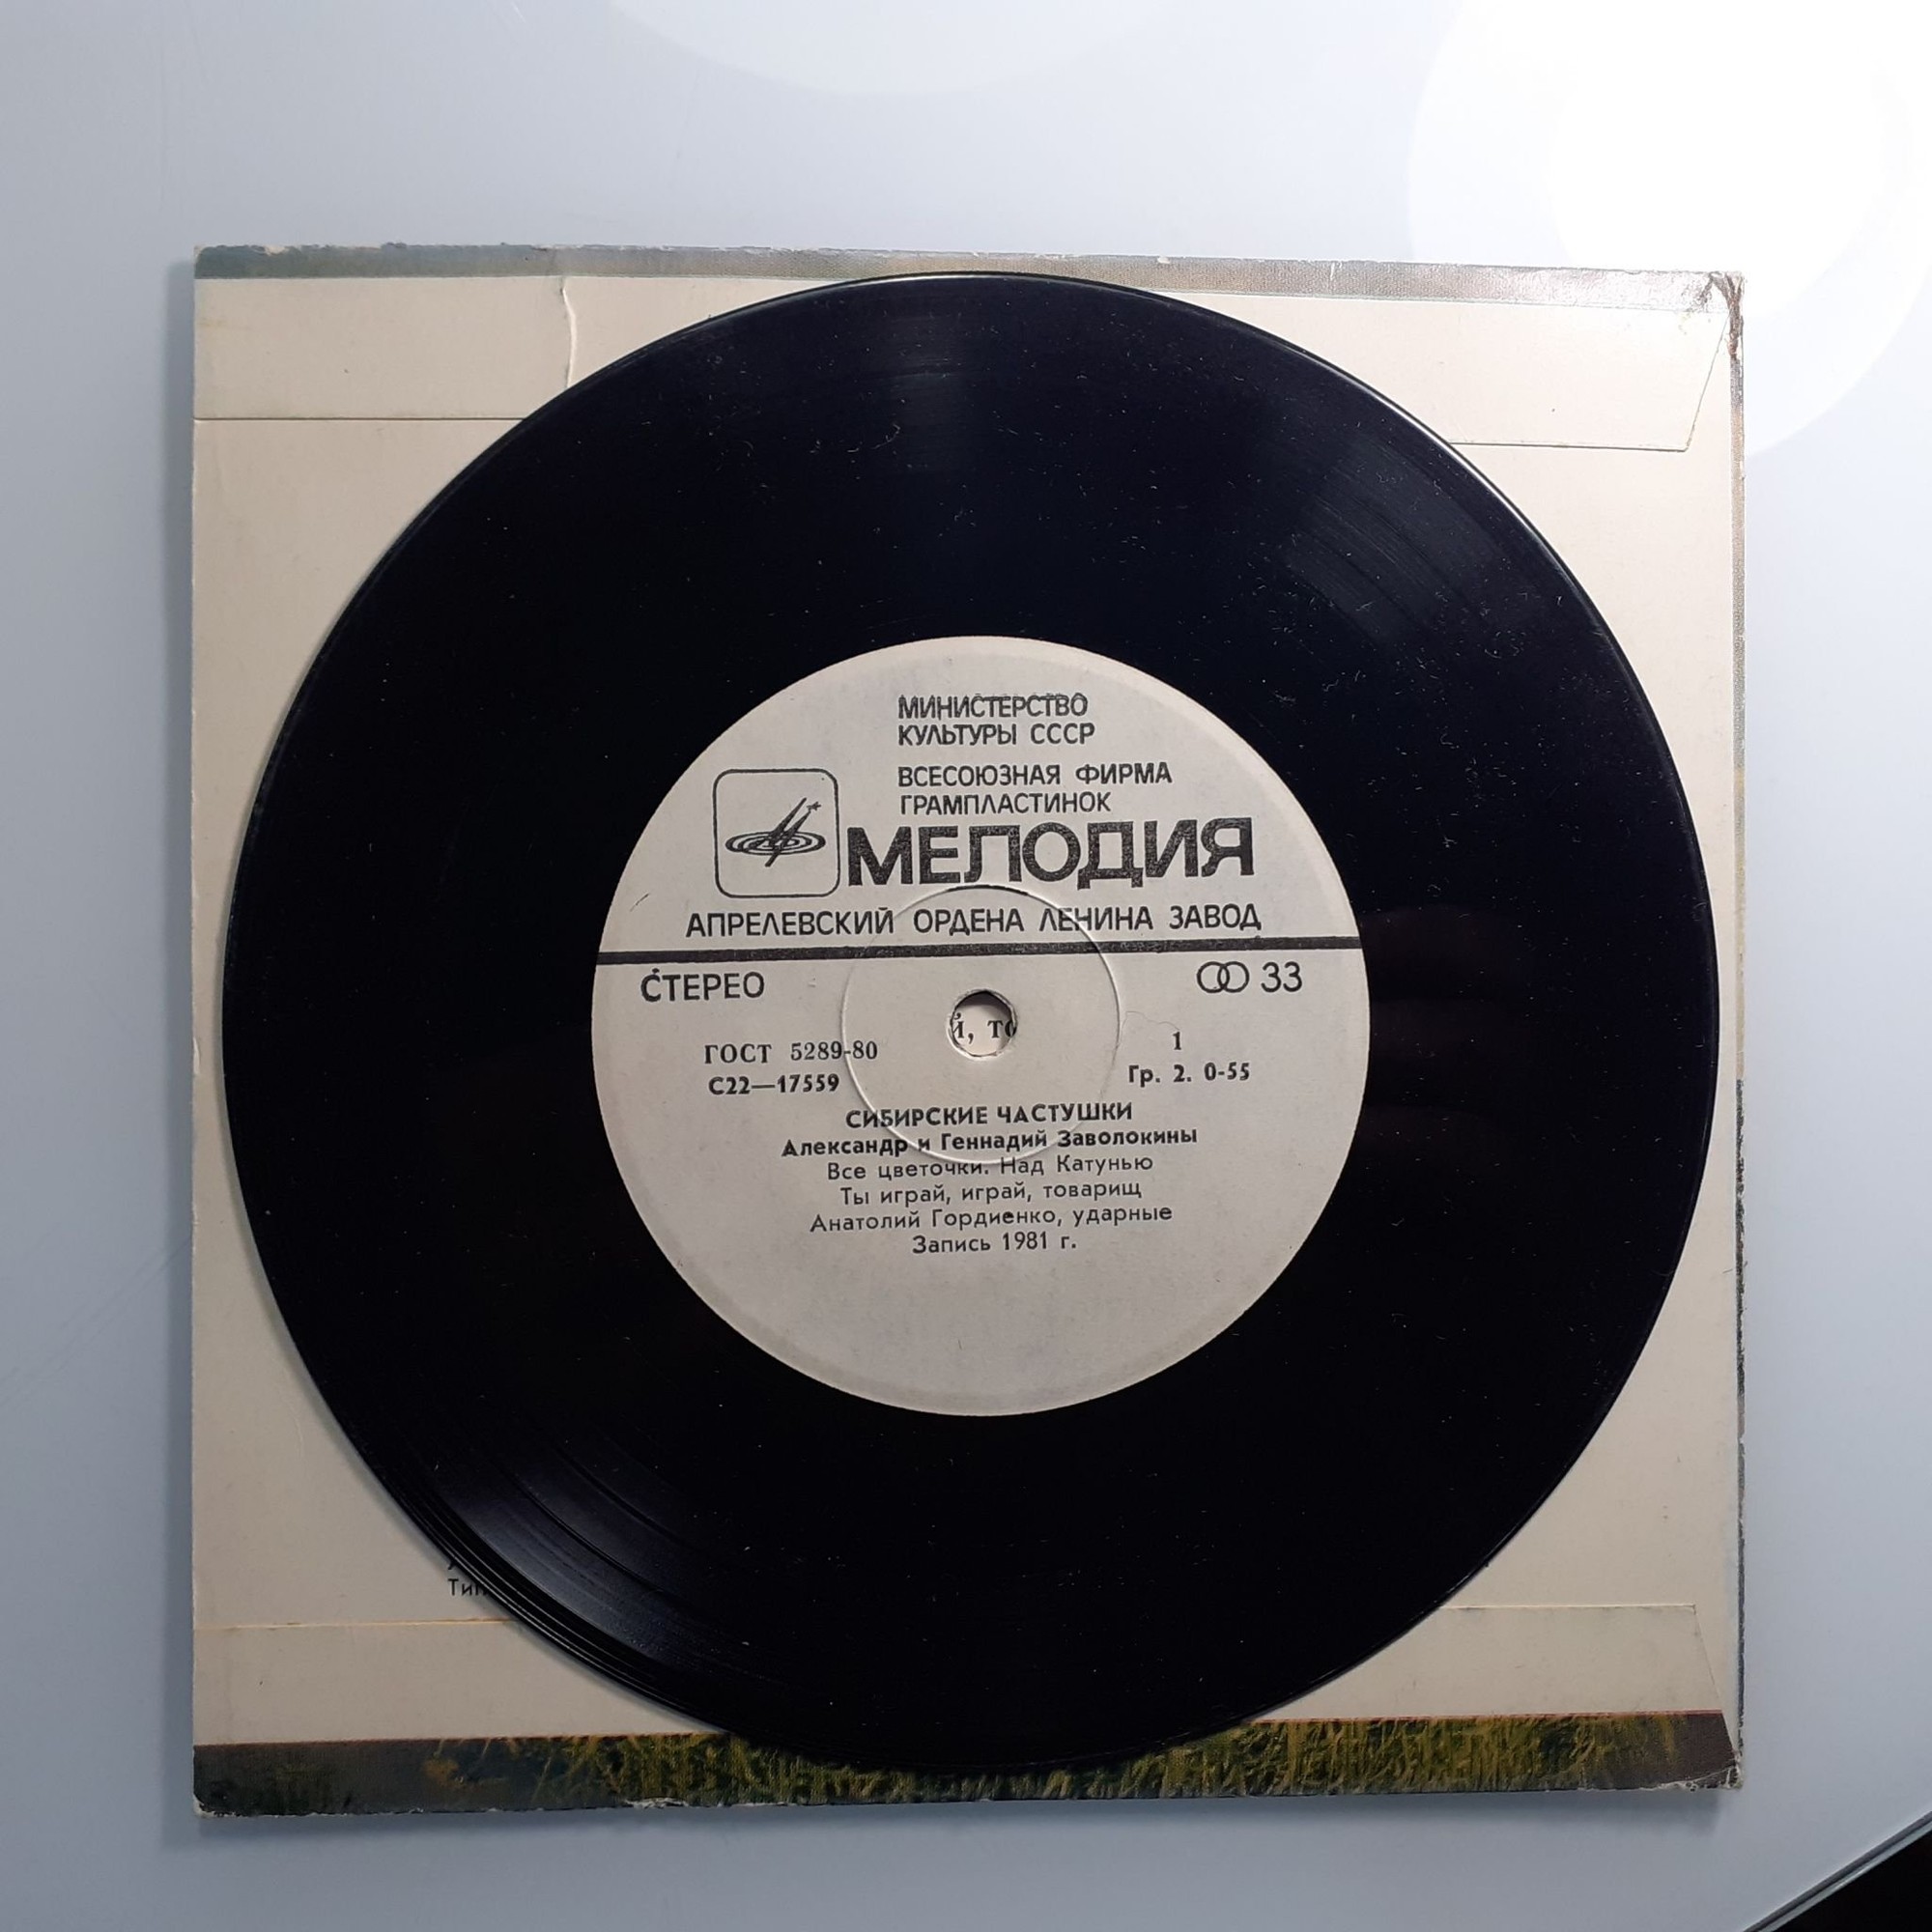 МИНИСТЕРСТВО
КУЛЬТУРЫ СССР
ВСЕСОЮЗНАЯ ФИРМА
ГРАМПЛАСТИНОК
МЕЛОДИЯ
АПРЕЛЕВСКИЙ ОРДЕНА ЛЕНИНА ЗАВОД
СТЕРЕО 33
й, то
ГОСТ 5289-80 1
С22—17559 Гр. 2. 0-55
СИБИРСКИЕ ЧАСТУШКИ
Александр и Геннадий Заволокины
Все цветочки. Над Катунью
Ты играй, играй, товарищ
Анатолий Гордиенко, ударные
Запись 1981 г.